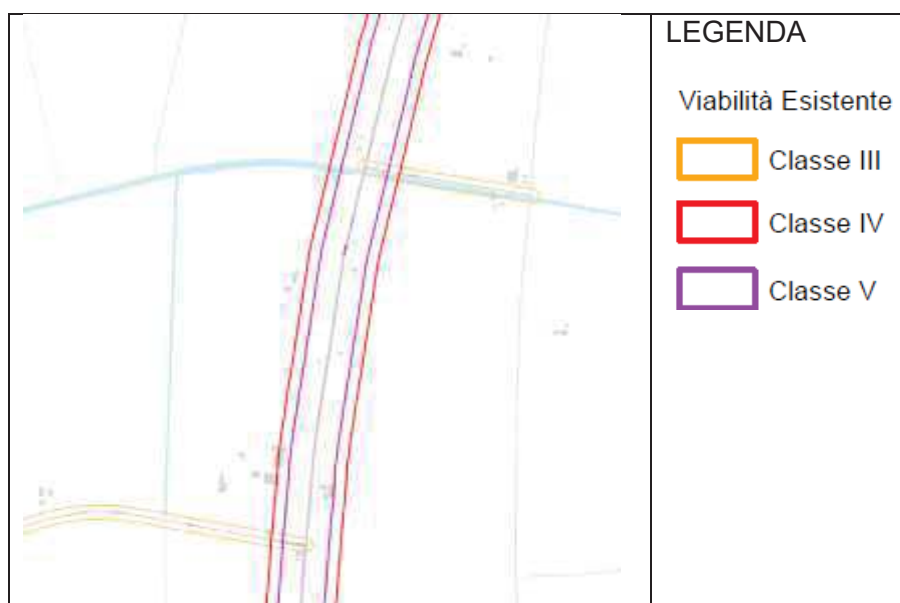 LEGENDA
Viabilità Esistente
Classe III
Classe IV
Classe V